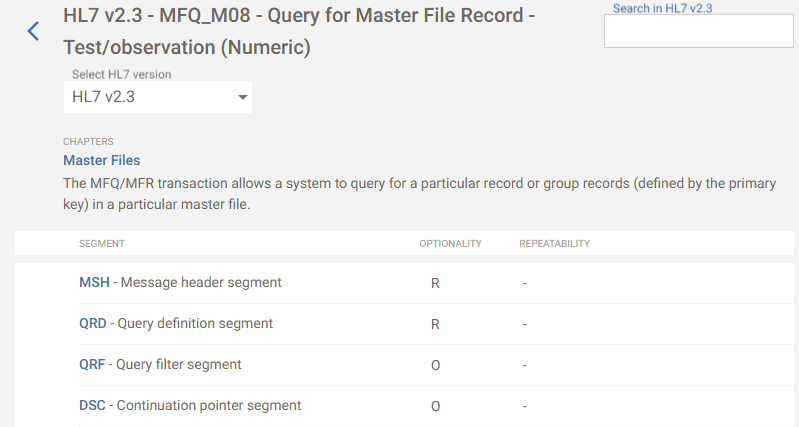 HL7 v2.3 - MFQ_M08 - Query for Master File Record -
Test/observation (Numeric)
Search in HL7 v2.3
Select HL7 version
HL7 v2.3
CHAPTERS
Master Files
The MFQ/MFR transaction allows a system to query for a particular record or group records (defined by the primary
key) in a particular master file.
SEGMENT OPTIONALITY REPEATABILITY
MSH - Message header segment R -
QRD - Query definition segment R -
QRF - Query filter segment O -
DSC - Continuation pointer segment O -